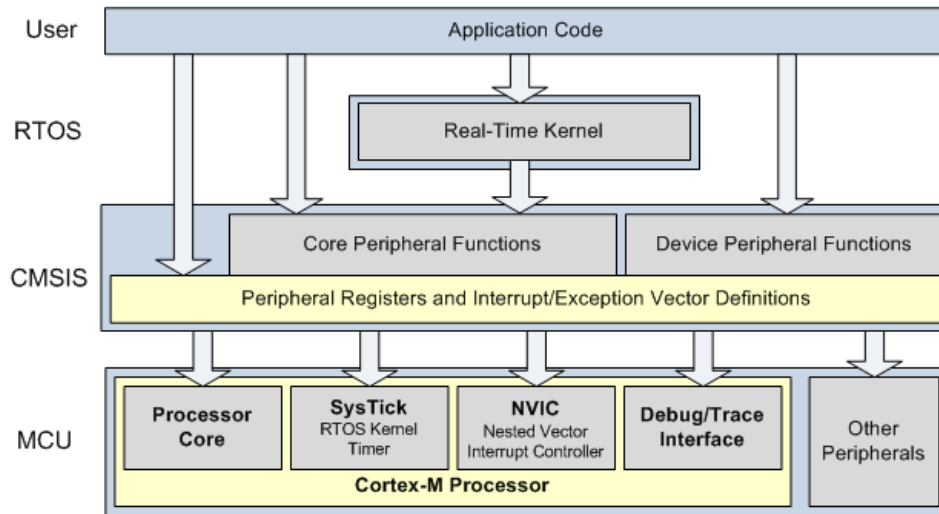 User
Application Code
RTOS
Real-Time Kernel
Core Peripheral Functions
Device Peripheral Functions
CMSIS
Peripheral Registers and Interrupt/Exception Vector Definitions
MCU
Processor
Core
SysTick
RTOS Kernel
Timer
NVIC
Nested Vector
Interrupt Controller
Debug/Trace
Interface
Other
Peripherals
Cortex-M Processor